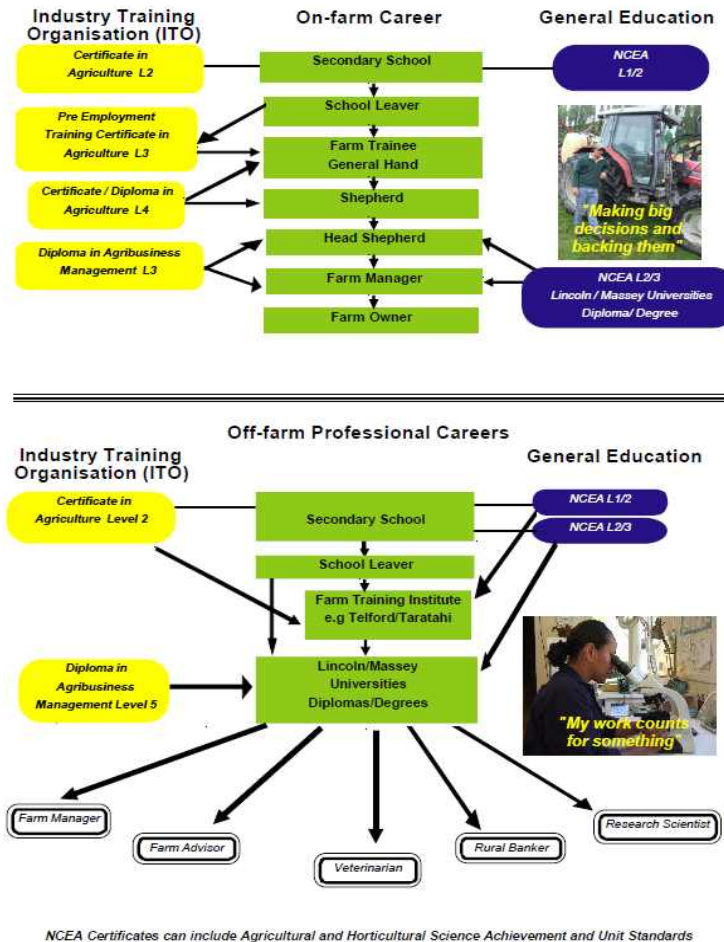 Industry Training
Organisation (ITO)
On-farm Career
General Education
Certificate in
Agriculture L2
Secondary School
NCEA
L1/2
School Leaver
Pre Employment
Training Certificate in
Agriculture L3
Farm Trainee
General Hand
Certificate / Diploma in
Agriculture L4
Shepherd
"Making big
decisions and
backing them"
Head Shepherd
Diploma in Agribusiness
Management L3
Farm Manager
NCEA L2/3
Lincoln / Massey Universities
Diploma/ Degree
Farm Owner
Off-farm Professional Careers
Industry Training
Organisation (ITO)
General Education
Certificate in
Agriculture Level 2
Secondary School
NCEA L1/2
NCEA L2/3
School Leaver
Farm Training Institute
e.g Telford/Taratahi
Diploma in
Agribusiness
Management Level 5
Lincoln/Massey
Universities
Diplomas/Degrees
"My work counts
for something"
Farm Manager
Farm Advisor
Veterinarian
Rural Banker
Research Scientist
NCEA Certificates can include Agricultural and Horticultural Science Achievement and Unit Standards